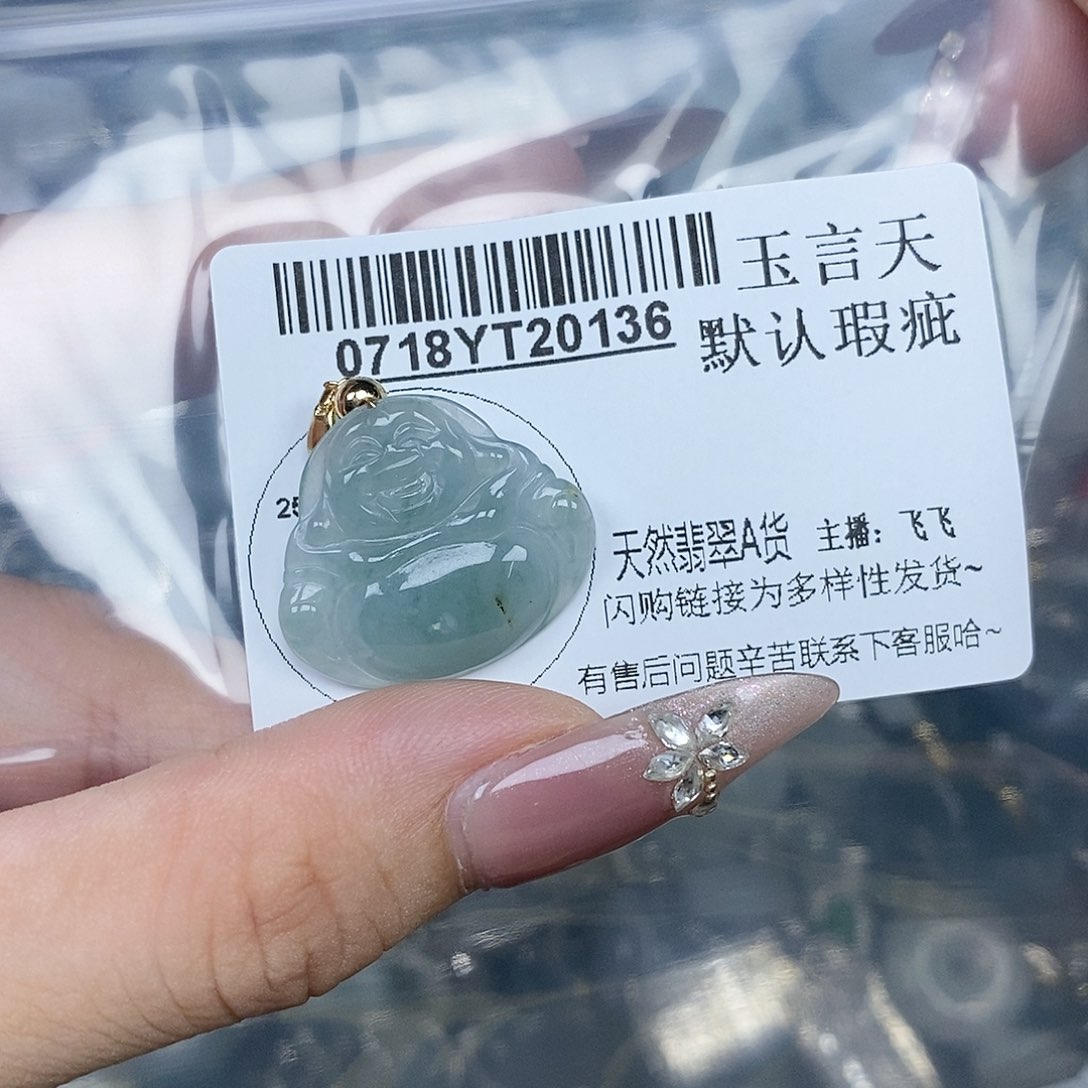 玉言天
0718YT20136
默认瑕疵
25
天然翡翠A货 主播：飞飞
闪购链接为多样性发货~
有售后问题辛苦联系下客服哈~